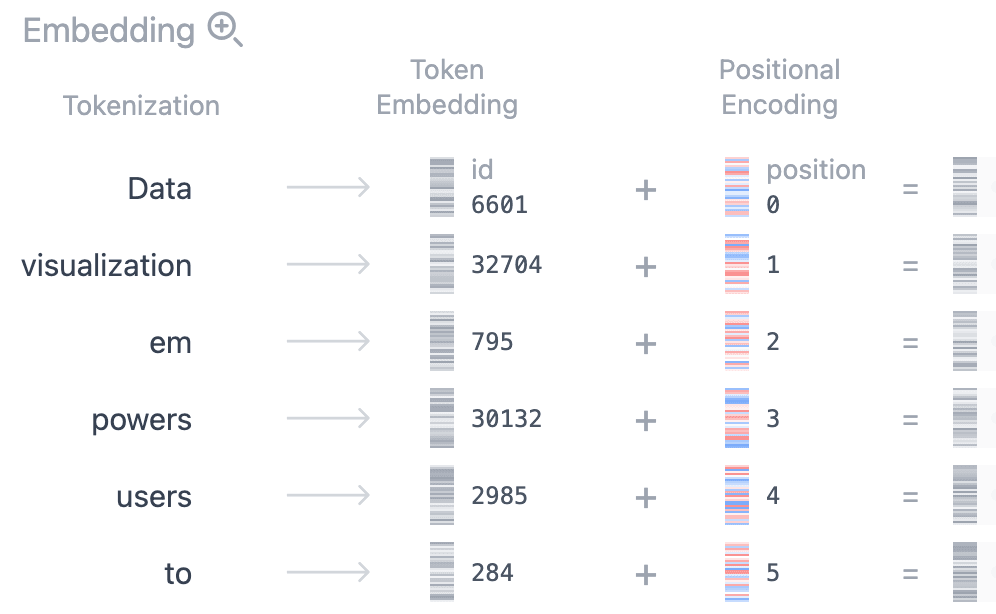 Embedding
Tokenization
Token
Embedding
Positional
Encoding
Data
id
6601
+
position
0
=
visualization
32704
+
1
=
em
795
+
2
=
powers
30132
+
3
=
users
2985
+
4
=
to
284
+
5
=